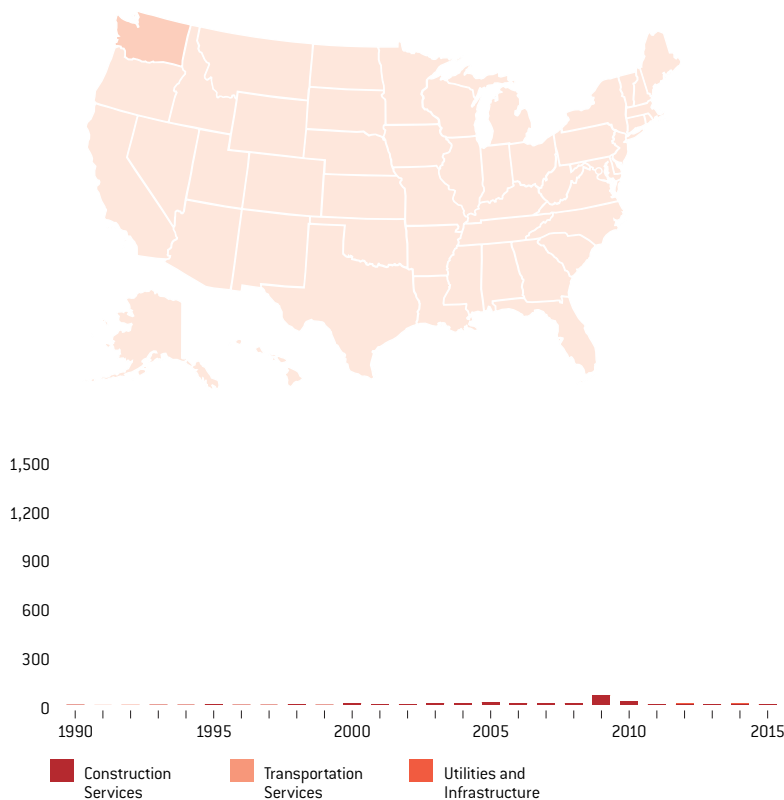 1,500
1,200
900
600
300
0
1990 1995 2000 2005 2010 2015
Construction
Services
Transportation
Services
Utilities and
Infrastructure